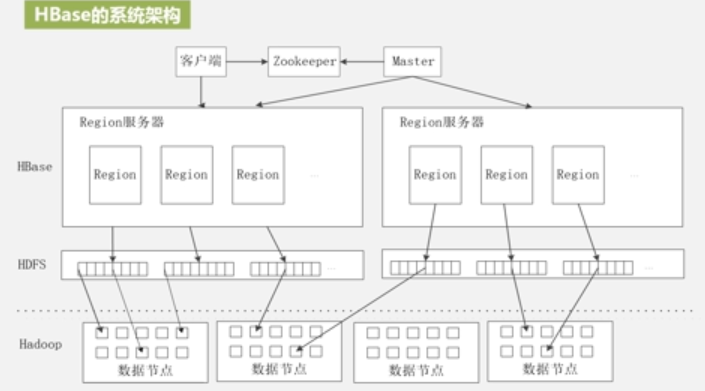 HBase的系统架构
客户端
Zookeeper
Master
Region服务器
Region服务器
HBase
Region
Region
Region
...
Region
Region
Region
...
HDFS
...
...
Hadoop
数据节点
数据节点
数据节点
数据节点